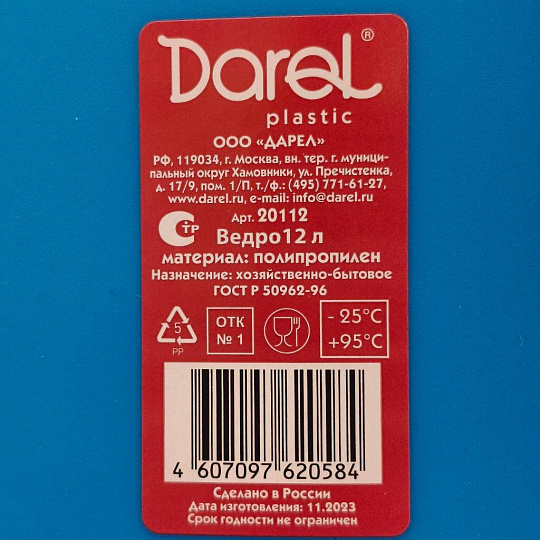 Darel®
plastic
ООО «ДАРЕЛ»
РФ, 119034, г. Москва, вн. тер. г. муници-
пальный округ Хамовники, ул. Пречистенка,
д. 17/9, пом. 1/П, т./ф.: (495) 771-61-27,
www.darel.ru, e-mail: info@darel.ru
Арт. 20112
СТР
Ведро12 л
материал: полипропилен
Назначение: хозяйственно-бытовое
ГОСТ Р 50962-96
5
PP
ОТК
№ 1
- 25°C
+95°C
4 607097 620584
Сделано в России
Дата изготовления: 11.2023
Срок годности не ограничен